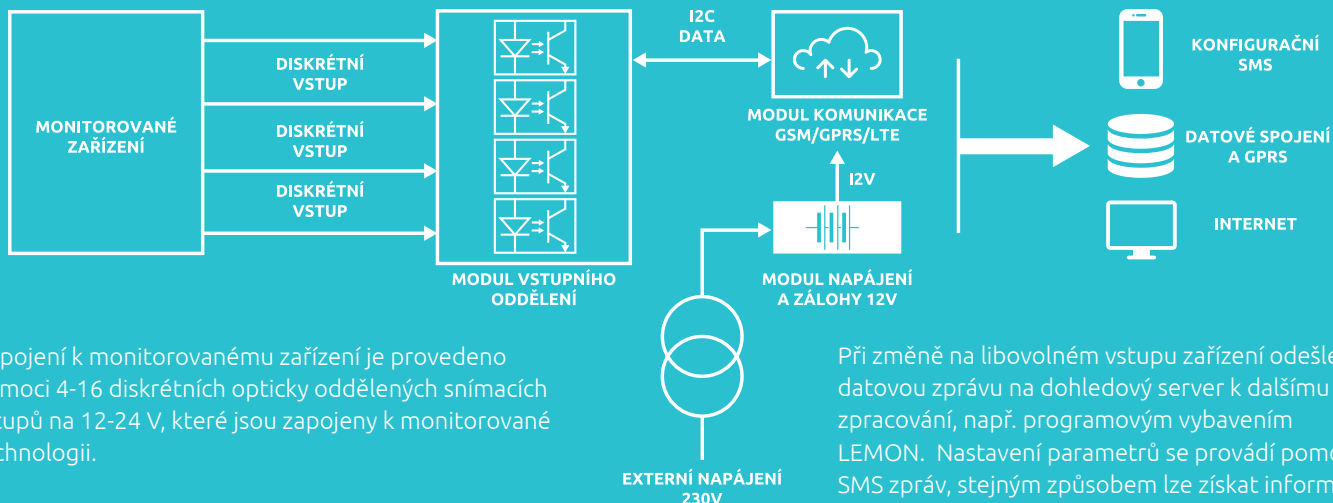 MONITOROVANÉ
ZAŘÍZENÍ
DISKRÉTNÍ
VSTUP
DISKRÉTNÍ
VSTUP
DISKRÉTNÍ
VSTUP
MODUL VSTUPNÍHO
ODDĚLENÍ
I2C
DATA
MODUL KOMUNIKACE
GSM/GPRS/LTE
I2V
MODUL NAPÁJENÍ
A ZÁLOHY 12V
EXTERNÍ NAPÁJENÍ
230V
KONFIGURAČNÍ
SMS
DATOVÉ SPOJENÍ
A GPRS
INTERNET
pojení k monitorovanému zařízení je provedeno
moci 4-16 diskrétních opticky oddělených snímacích
tupů na 12-24 V, které jsou zapojeny k monitorované
chnologii.
Při změně na libovolném vstupu zařízení odešle
datovou zprávu na dohledový server k dalšímu
zpracování, např. programovým vybavením
LEMON. Nastavení parametrů se provádí pomo
SMS zpráv, stejným způsobem lze získat inform